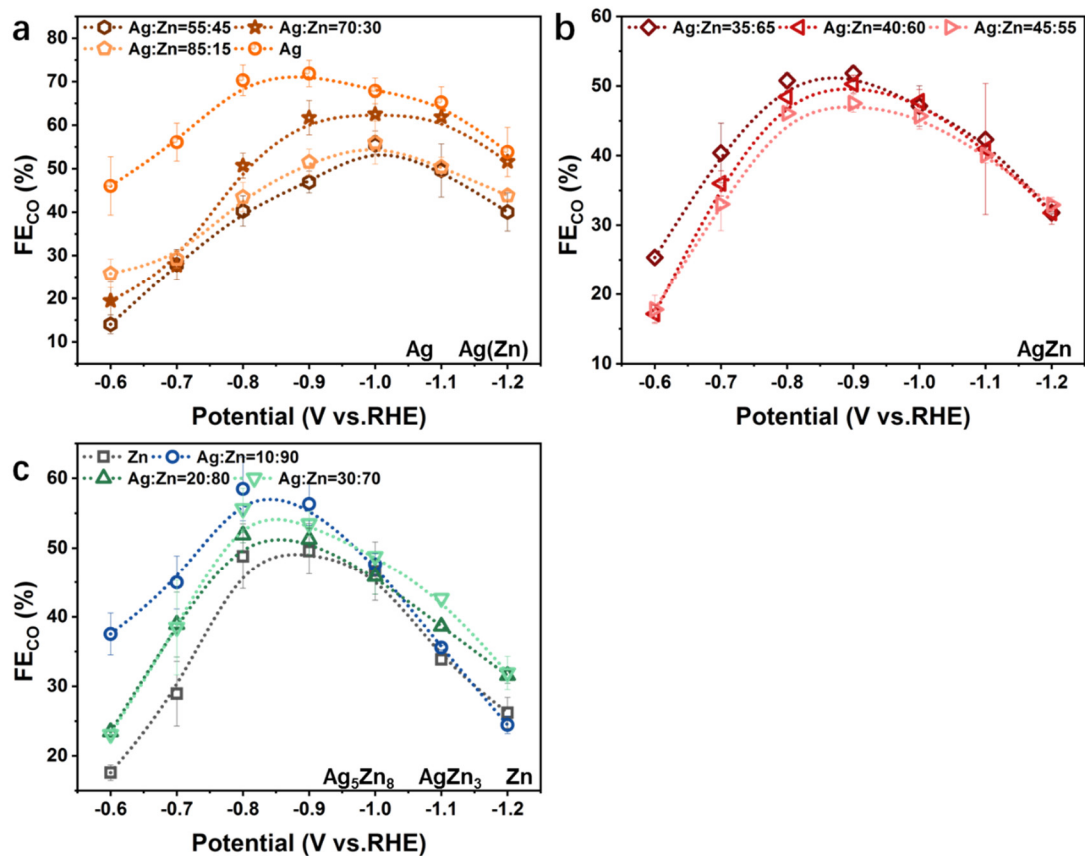 a
Ag:Zn=55:45 Ag:Zn=70:30
Ag:Zn=85:15 Ag
80
70
60
50
40
30
20
10
FE_CO (%)
Ag Ag(Zn)
-0.6 -0.7 -0.8 -0.9 -1.0 -1.1 -1.2
Potential (V vs.RHE)
b
Ag:Zn=35:65 Ag:Zn=40:60 Ag:Zn=45:55
60
50
40
30
20
10
FE_CO (%)
AgZn
-0.6 -0.7 -0.8 -0.9 -1.0 -1.1 -1.2
Potential (V vs.RHE)
c
Zn Ag:Zn=10:90
Ag:Zn=20:80 Ag:Zn=30:70
60
50
40
30
20
FE_CO (%)
Ag₅Zn₈ AgZn₃ Zn
-0.6 -0.7 -0.8 -0.9 -1.0 -1.1 -1.2
Potential (V vs.RHE)